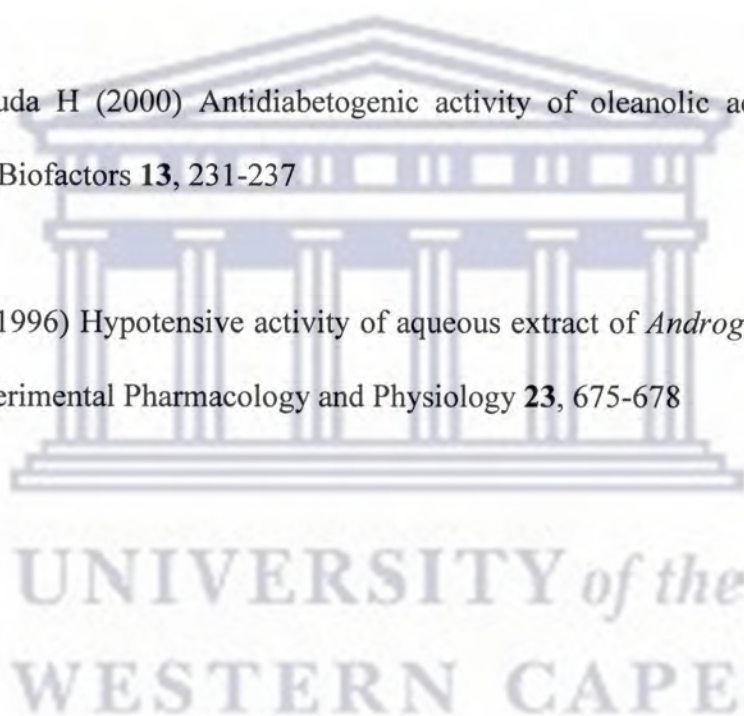 uda H (2000) Antidiabetogenic activity of oleanolic
Biofactors 13, 231-237
1996) Hypotensive activity of aqueous extract of Androg
erimental Pharmacology and Physiology 23, 675-678
UNIVERSITY of the
WESTERN CAPE